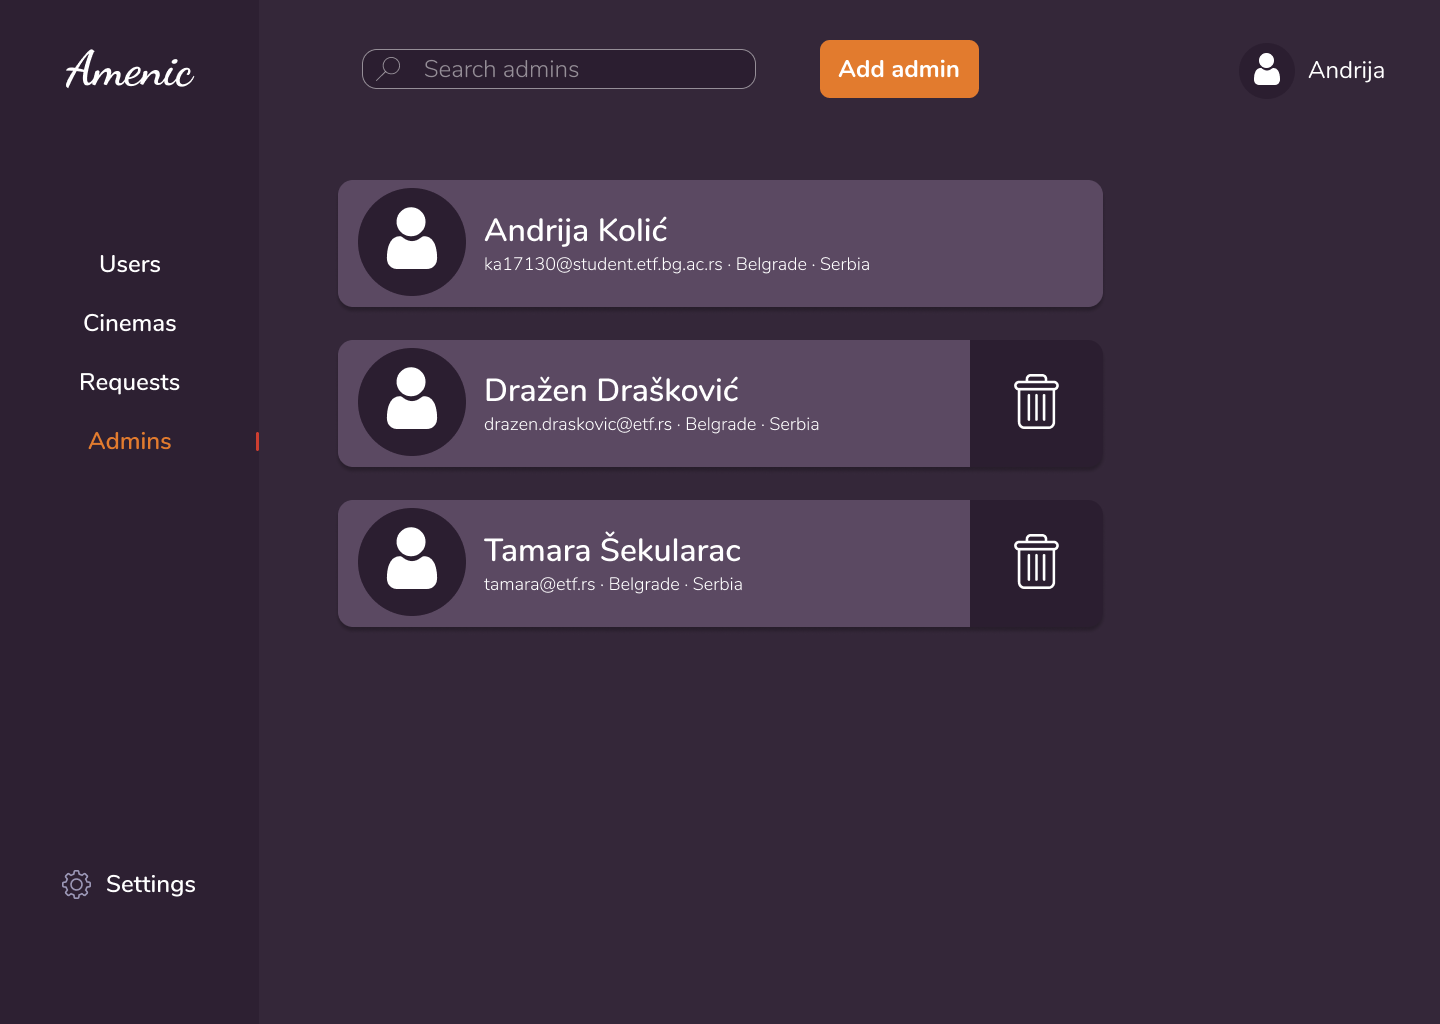 Amenic
Search admins
Add admin
Andrija
Users
Cinemas
Requests
Admins
Settings
Andrija Kolić
ka17130@student.etf.bg.ac.rs · Belgrade · Serbia
Dražen Drašković
drazen.draskovic@etf.rs · Belgrade · Serbia
Tamara Šekularac
tamara@etf.rs · Belgrade · Serbia